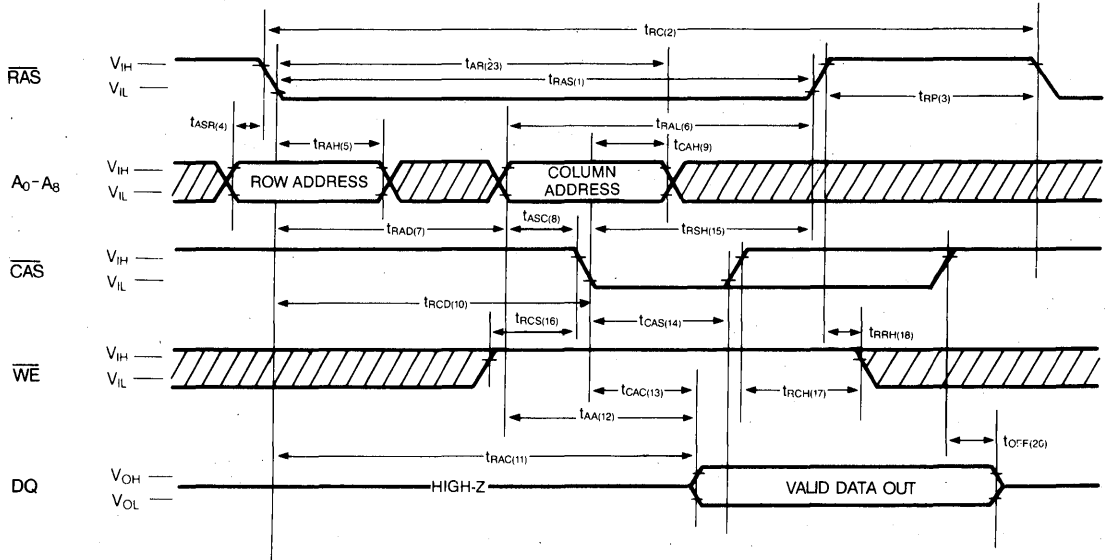 tRC(2)
RAS
VIH
VIL
tAR(23)
tRAS(1)
tRP(3)
tASR(4)
tRAH(5)
tRAL(6)
tCAH(9)
A0-A8
VIH
VIL
ROW ADDRESS
COLUMN
ADDRESS
tRAD(7)
tASC(8)
tRSH(15)
CAS
VIH
VIL
tRCD(10)
tRCS(16)
tCAS(14)
tRRH(18)
WE
VIH
VIL
tCAC(13)
tRCH(17)
tAA(12)
tOFF(20)
tRAC(11)
DQ
VOH
VOL
HIGH-Z
VALID DATA OUT